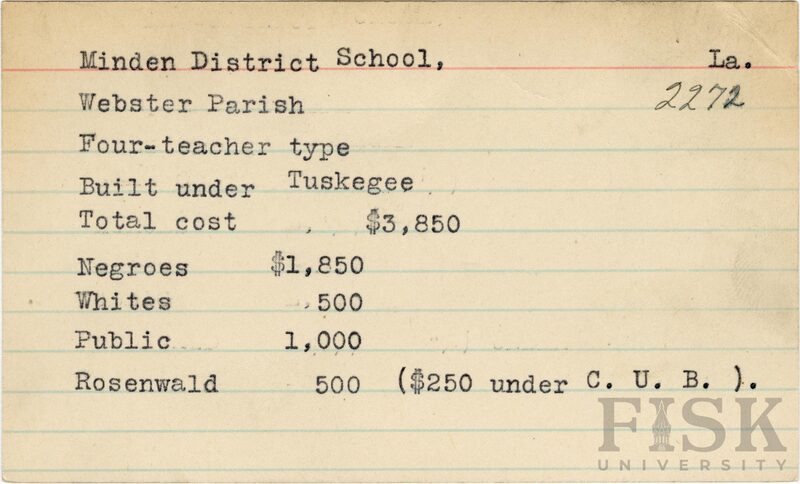 Minden District School, La.
Webster Parish 2272
Four-teacher type
Built under Tuskegee
Total cost $3,850
Negroes $1,850
Whites 500
Public 1,000
Rosenwald 500 ($250 under C. U. B. ).
FISK
UNIVERSITY